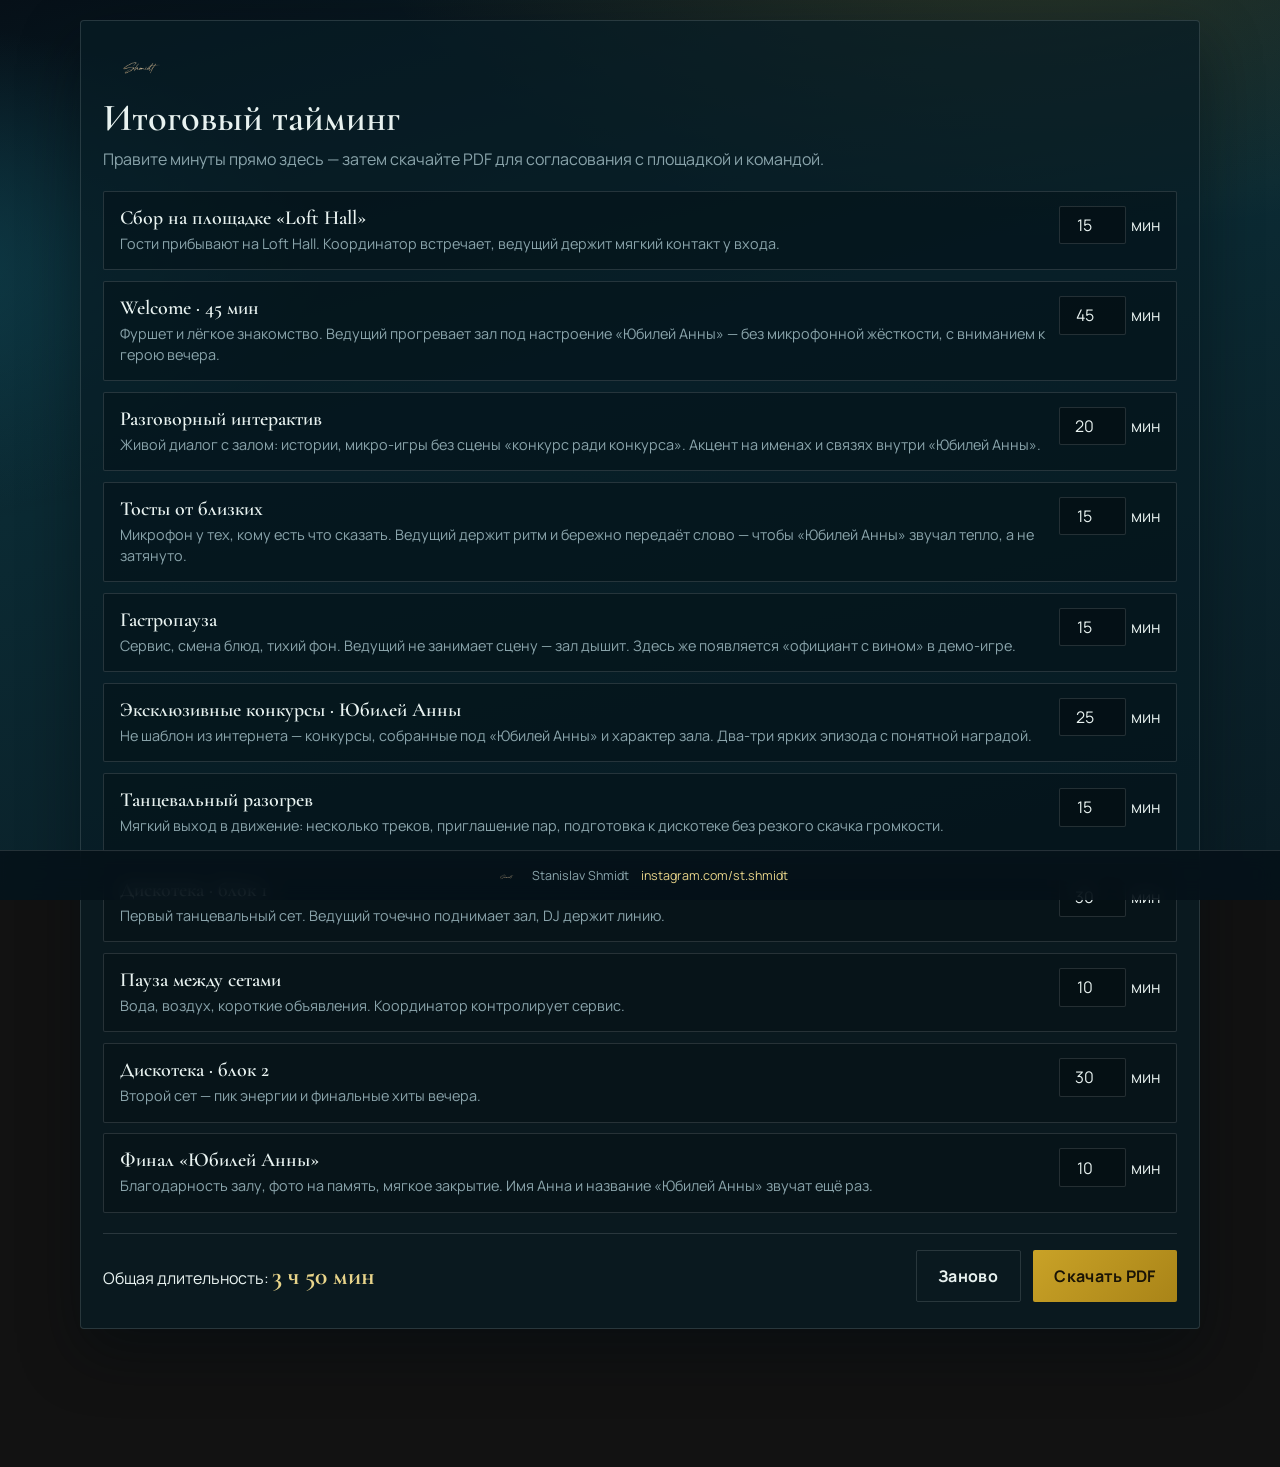 Shmidt
Итоговый тайминг
Правите минуты прямо здесь — затем скачайте PDF для согласования с площадкой и командой.
Сбор на площадке «Loft Hall»
15 мин
Гости прибывают на Loft Hall. Координатор встречает, ведущий держит мягкий контакт у входа.
Welcome · 45 мин
45 мин
Фуршет и лёгкое знакомство. Ведущий прогревает зал под настроение «Юбилей Анны» — без микрофонной жёсткости, с вниманием к
герою вечера.
Разговорный интерактив
20 мин
Живой диалог с залом: истории, микро-игры без сцены «конкурс ради конкурса». Акцент на именах и связях внутри «Юбилей Анны».
Тосты от близких
15 мин
Микрофон у тех, кому есть что сказать. Ведущий держит ритм и бережно передаёт слово — чтобы «Юбилей Анны» звучал тепло, а не
затянуто.
Гастропауза
15 мин
Сервис, смена блюд, тихий фон. Ведущий не занимает сцену — зал дышит. Здесь же появляется «официант с вином» в демо-игре.
Эксклюзивные конкурсы · Юбилей Анны
25 мин
Не шаблон из интернета — конкурсы, собранные под «Юбилей Анны» и характер зала. Два-три ярких эпизода с понятной наградой.
Танцевальный разогрев
15 мин
Мягкий выход в движение: несколько треков, приглашение пар, подготовка к дискотеке без резкого скачка громкости.
Stanislav Shmidt instagram.com/st.shmidt
Дискотека · блок 1
30 мин
Первый танцевальный сет. Ведущий точечно поднимает зал, DJ держит линию.
Пауза между сетами
10 мин
Вода, воздух, короткие объявления. Координатор контролирует сервис.
Дискотека · блок 2
30 мин
Второй сет — пик энергии и финальные хиты вечера.
Финал «Юбилей Анны»
10 мин
Благодарность залу, фото на память, мягкое закрытие. Имя Анна и название «Юбилей Анны» звучат ещё раз.
Общая длительность: 3 ч 50 мин
Заново
Скачать PDF